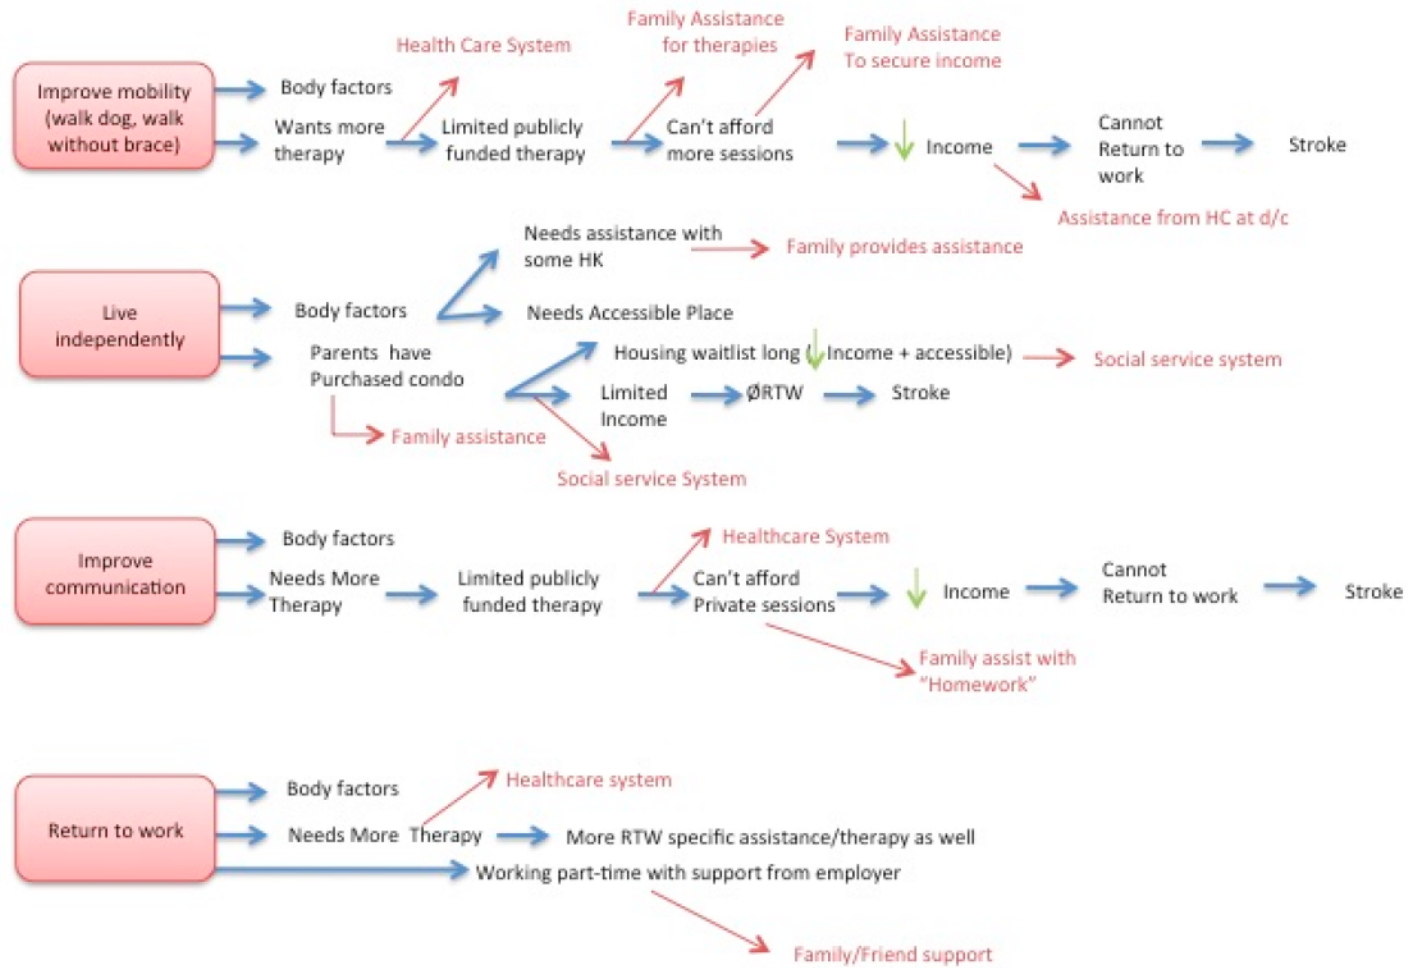 Family Assistance
for therapies
Health Care System
Family Assistance
To secure income
Improve mobility
(walk dog, walk
without brace)
Body factors
Wants more
therapy
Limited publicly
funded therapy
Can't afford
more sessions
Income
Cannot
Return to
work
Stroke
Assistance from HC at d/c
Needs assistance with
some HK
Family provides assistance
Live
independently
Body factors
Needs Accessible Place
Parents have
Purchased condo
Housing waitlist long (↓Income + accessible)
Social service system
Limited
Income
ØRTW
Stroke
Family assistance
Social service System
Improve
communication
Body factors
Healthcare System
Needs More
Therapy
Limited publicly
funded therapy
Can't afford
Private sessions
Income
Cannot
Return to work
Stroke
Family assist with
"Homework"
Return to work
Body factors
Healthcare system
Needs More Therapy
More RTW specific assistance/therapy as well
Working part-time with support from employer
Family/Friend support